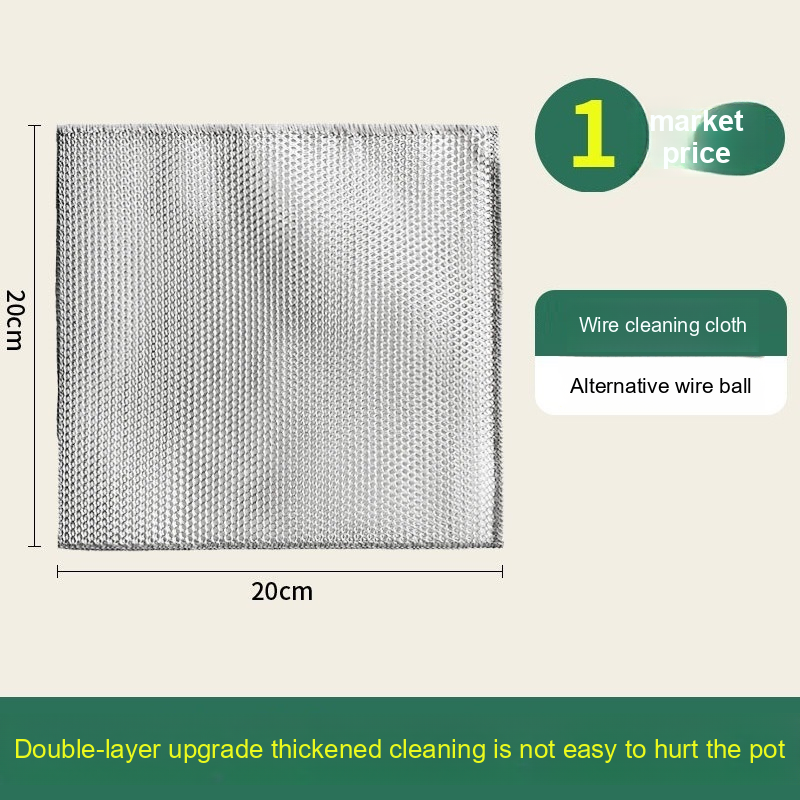 1
market
price
20cm
Wire cleaning cloth
Alternative wire ball
20cm
Double-layer upgrade thickened cleaning is not easy to hurt the pot